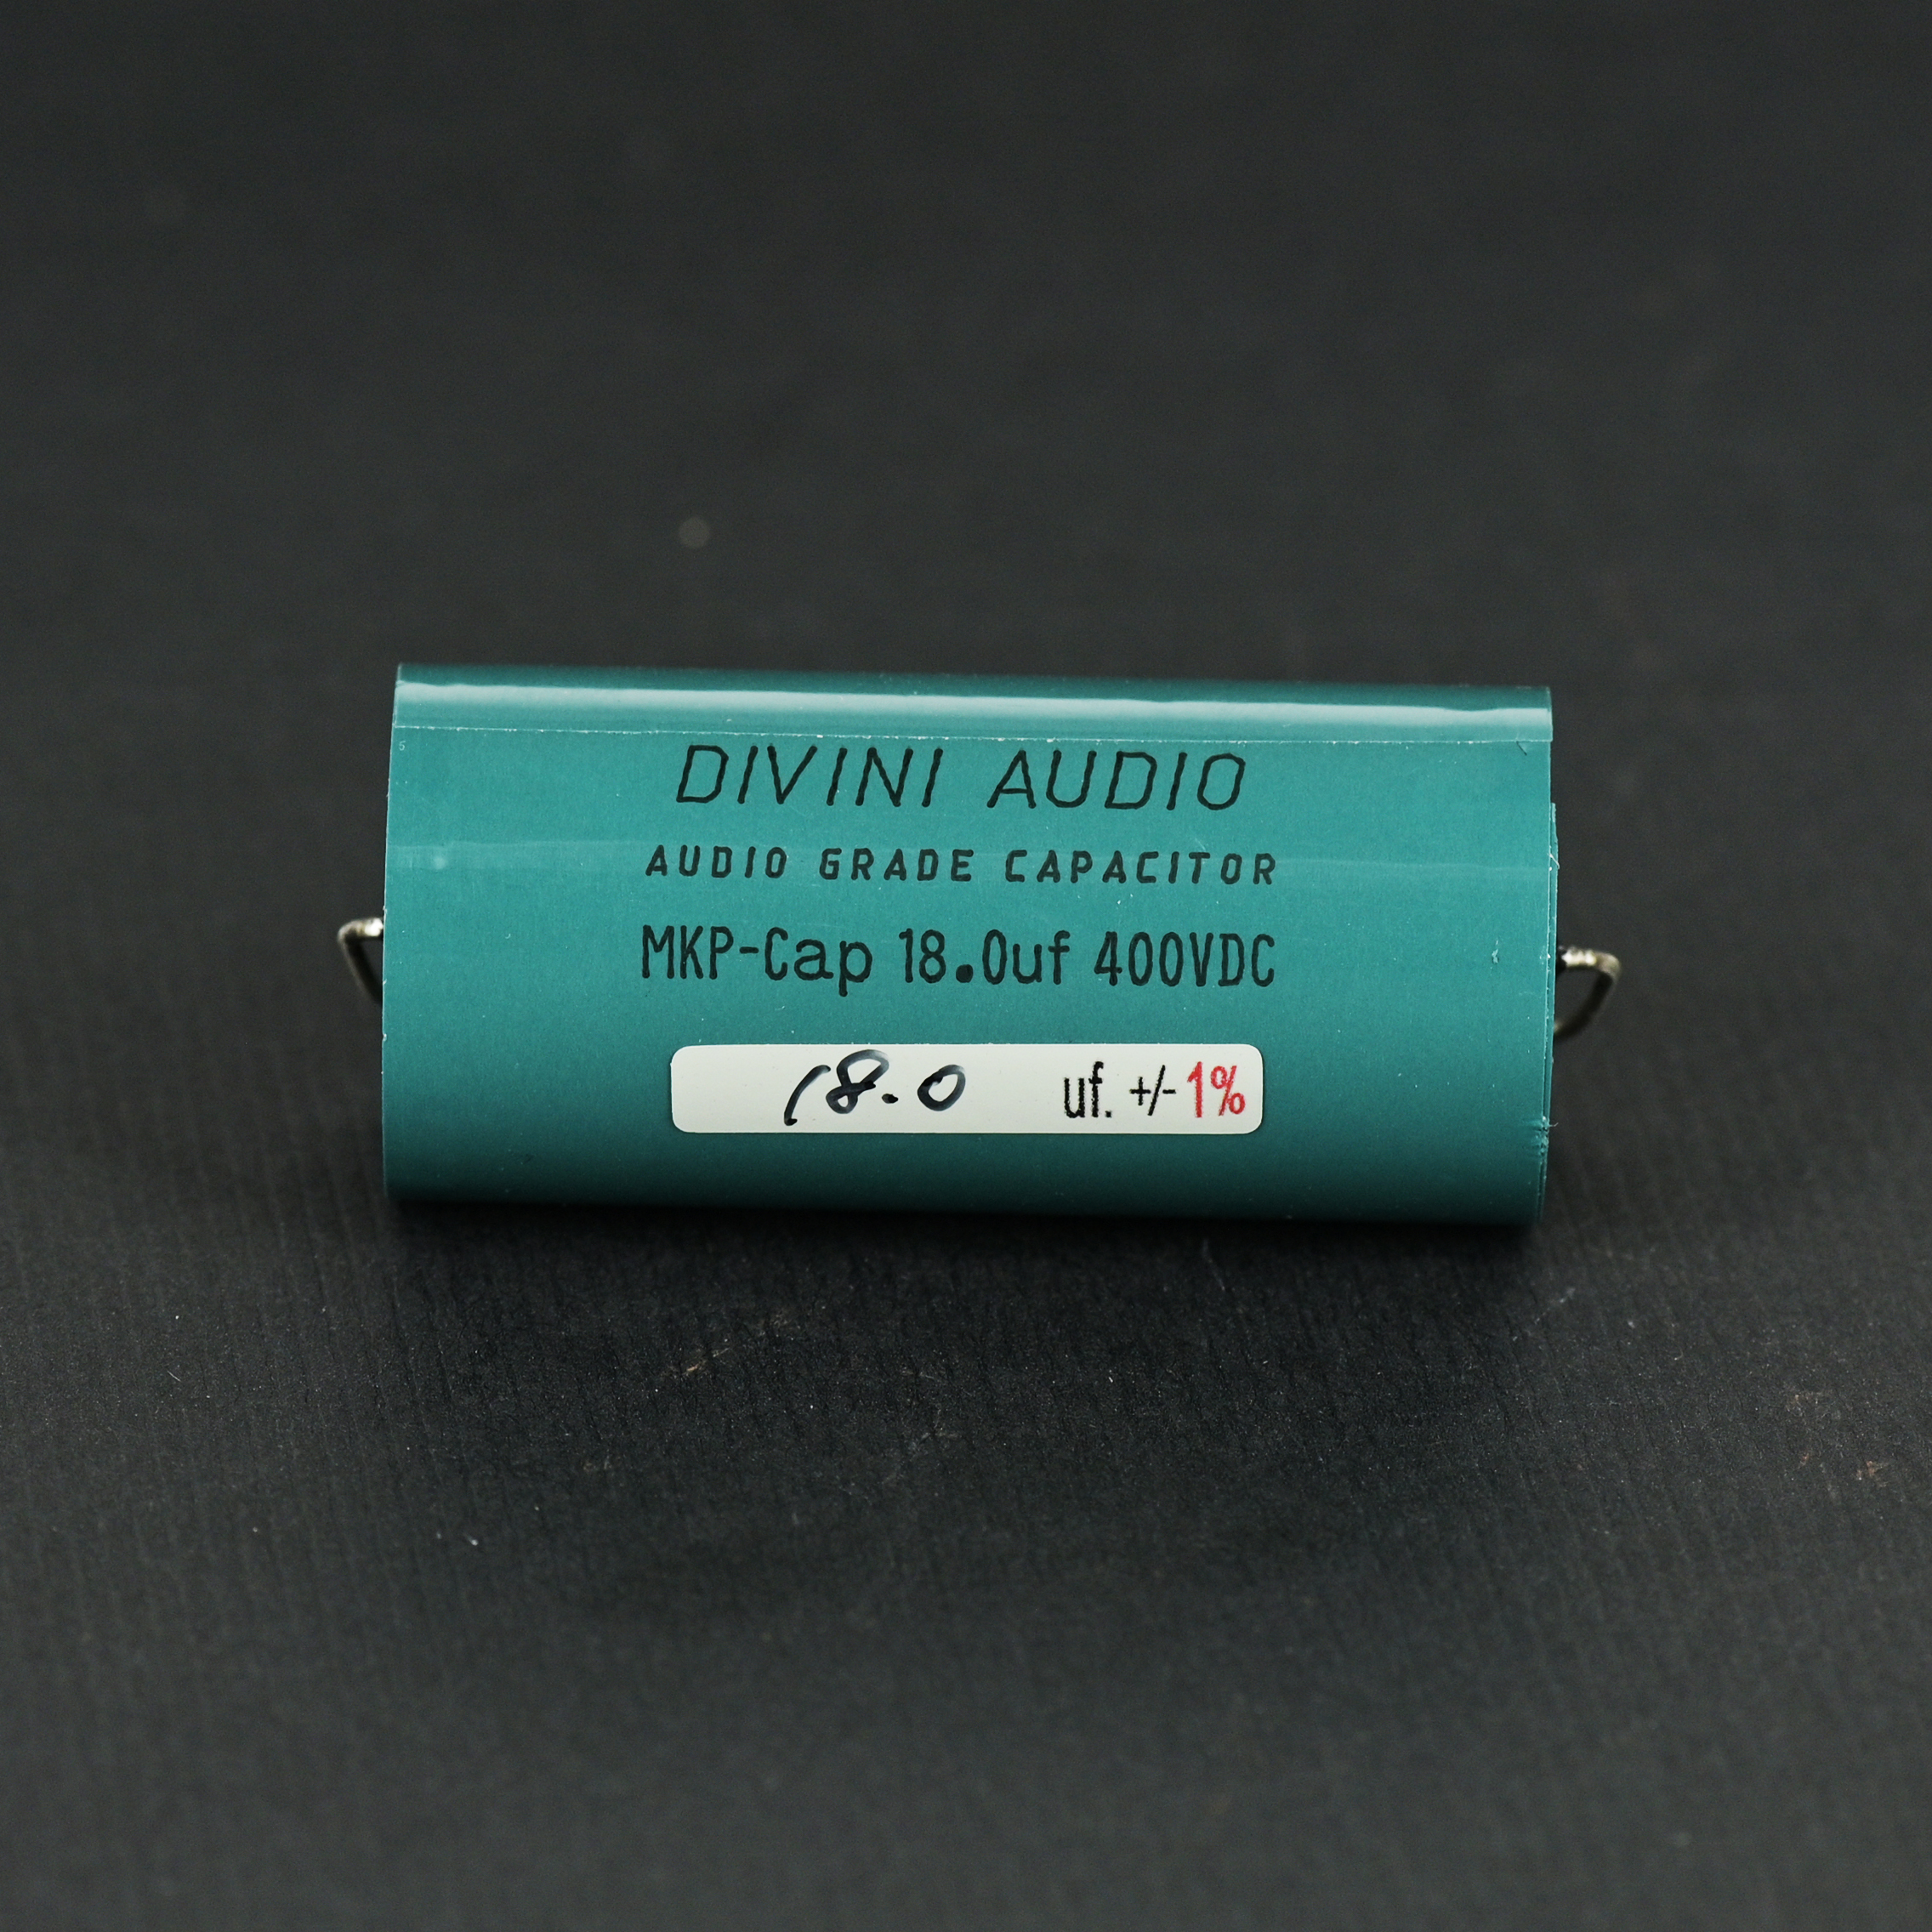 DIVINI AUDIO
AUDIO GRADE CAPACITOR
MKP-Cap 18.0uf 400VDC
18.0 uf. +/- 1%